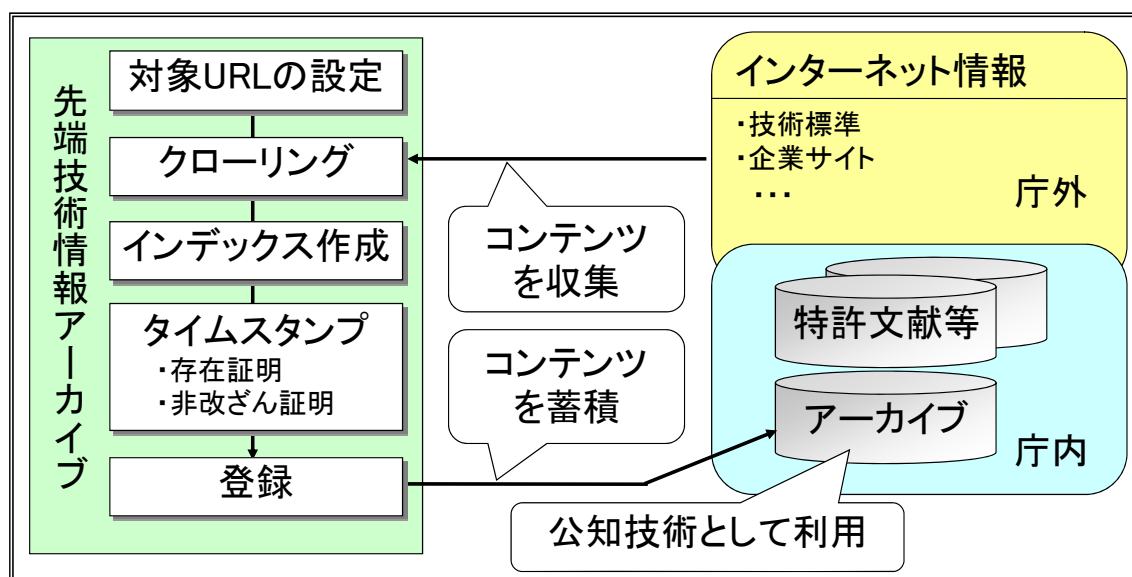 先端技術情報アーカイブ
対象URLの設定
クローリング
インデックス作成
タイムスタンプ
・存在証明
・非改ざん証明
登録
コンテンツ
を収集
コンテンツ
を蓄積
インターネット情報
・技術標準
・企業サイト
・・・
庁外
特許文献等
アーカイブ
庁内
公知技術として利用